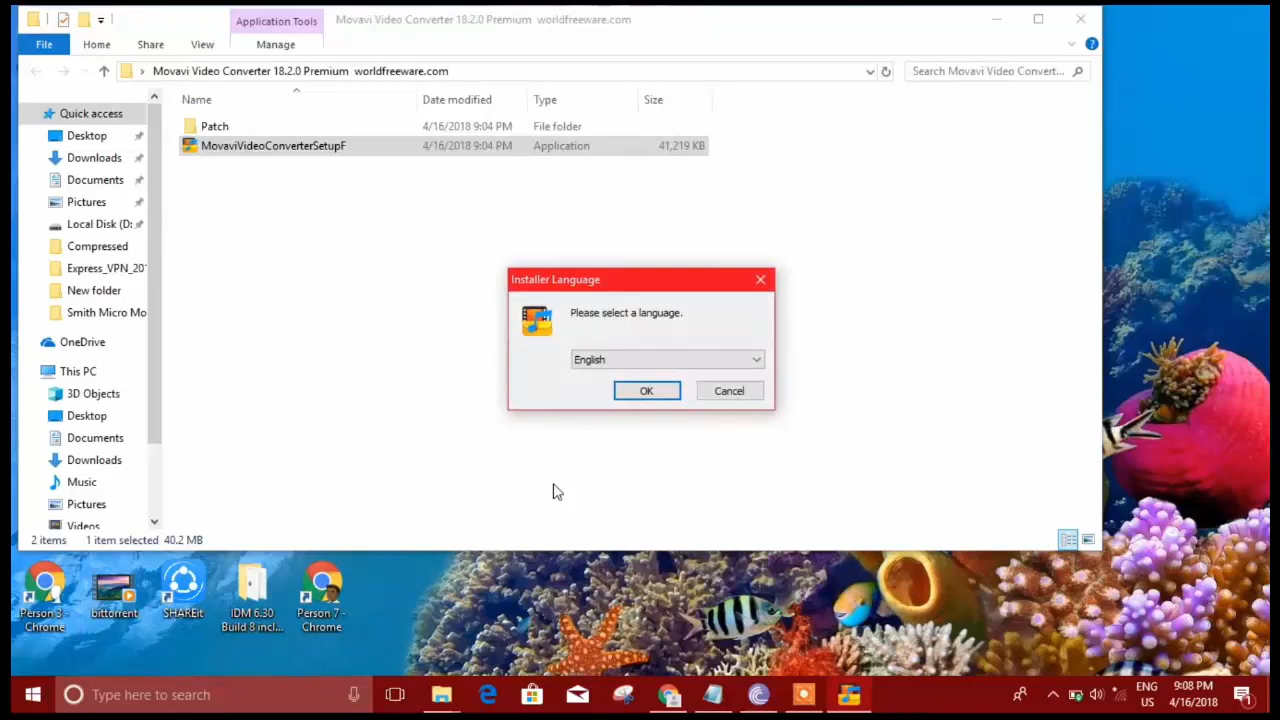 Application Tools
Movavi Video Converter 18.2.0 Premium worldfreeware.com
File
Home
Share
View
Manage
Movavi Video Converter 18.2.0 Premium worldfreeware.com
Search Movavi Video Convert...
Name
Date modified
Type
Size
Patch
4/16/2018 9:04 PM
File folder
MovaviVideoConverterSetupF
4/16/2018 9:04 PM
Application
41,219 KB
Quick access
Desktop
Downloads
Documents
Pictures
Local Disk (D:
Compressed
Express_VPN_20
New folder
Smith Micro Mo
OneDrive
This PC
3D Objects
Desktop
Documents
Downloads
Music
Pictures
Videos
Installer Language
Please select a language.
English
OK
Cancel
2 items
1 item selected 40.2 MB
Person 3 -
Chrome
bittorrent
SHAREit
IDM 6.30
Build 8 incl...
Person 7 -
Chrome
Type here to search
ENG
US
9:08 PM
4/16/2018
1